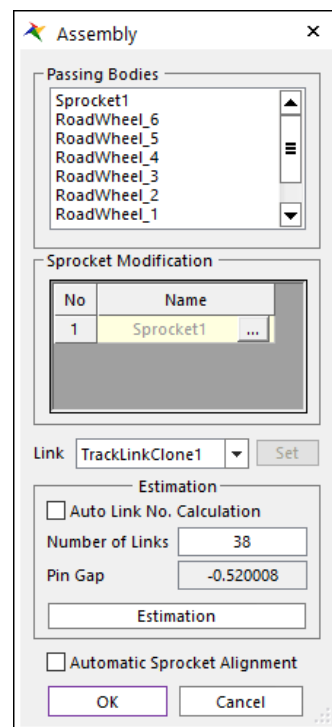 Assembly
Passing Bodies
Sprocket1
RoadWheel_6
RoadWheel_5
RoadWheel_4
RoadWheel_3
RoadWheel_2
RoadWheel_1
Sprocket Modification
No Name
1 Sprocket1 ...
Link TrackLinkClone1 Set
Estimation
Auto Link No. Calculation
Number of Links 38
Pin Gap -0.520008
Estimation
Automatic Sprocket Alignment
OK Cancel